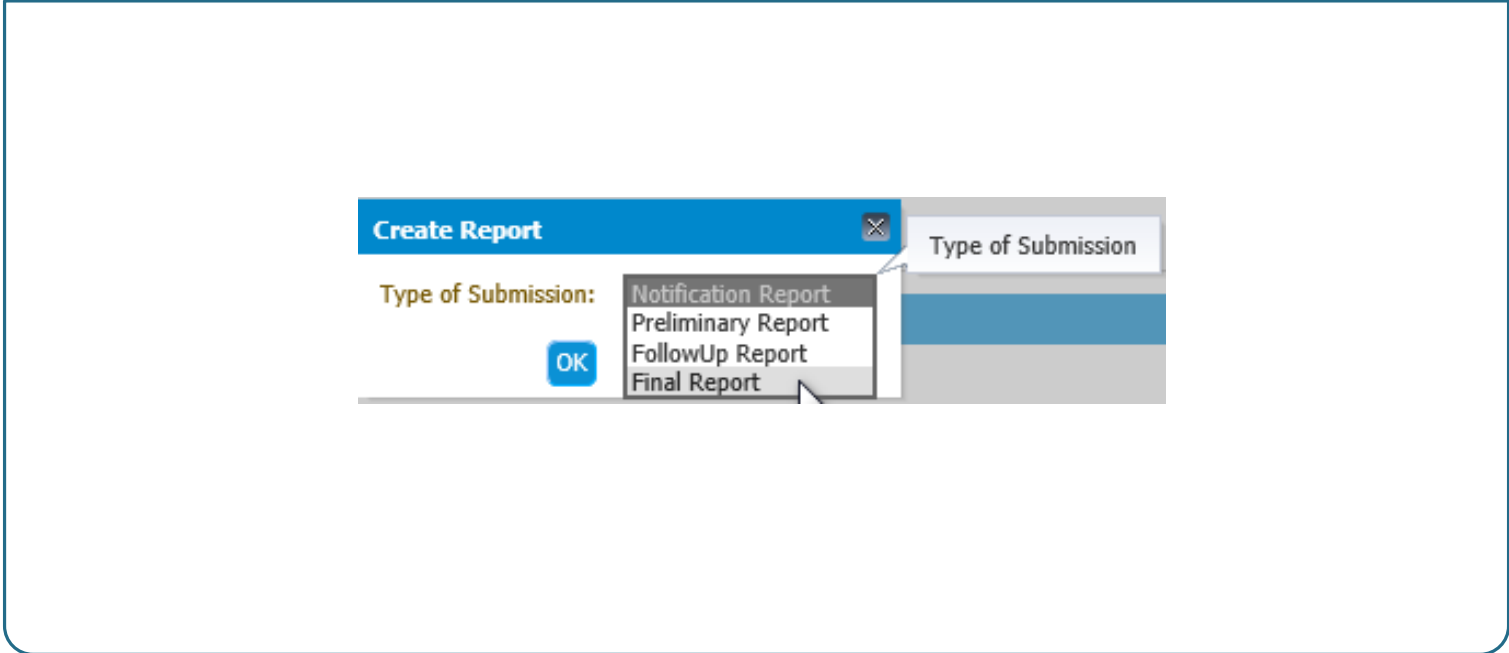 Create Report
Type of Submission
Type of Submission:
Notification Report
Preliminary Report
FollowUp Report
Final Report
OK